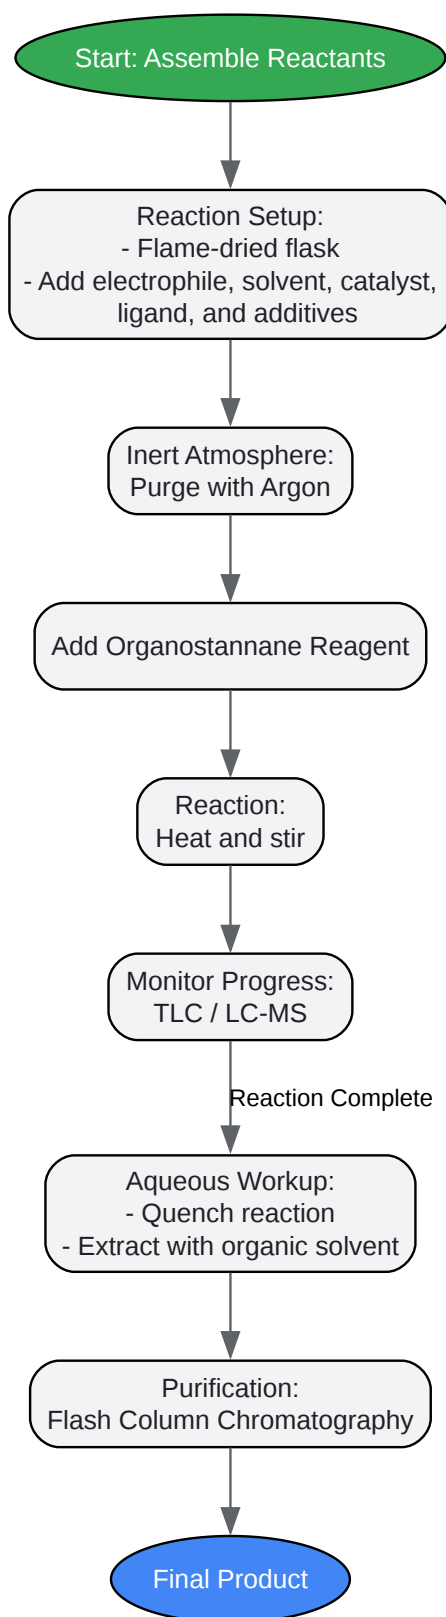 Start: Assemble Reactants
Reaction Setup:
- Flame-dried flask
- Add electrophile, solvent, catalyst,
ligand, and additives
Inert Atmosphere:
Purge with Argon
Add Organostannane Reagent
Reaction:
Heat and stir
Monitor Progress:
TLC / LC-MS
Reaction Complete
Aqueous Workup:
- Quench reaction
- Extract with organic solvent
Purification:
Flash Column Chromatography
Final Product